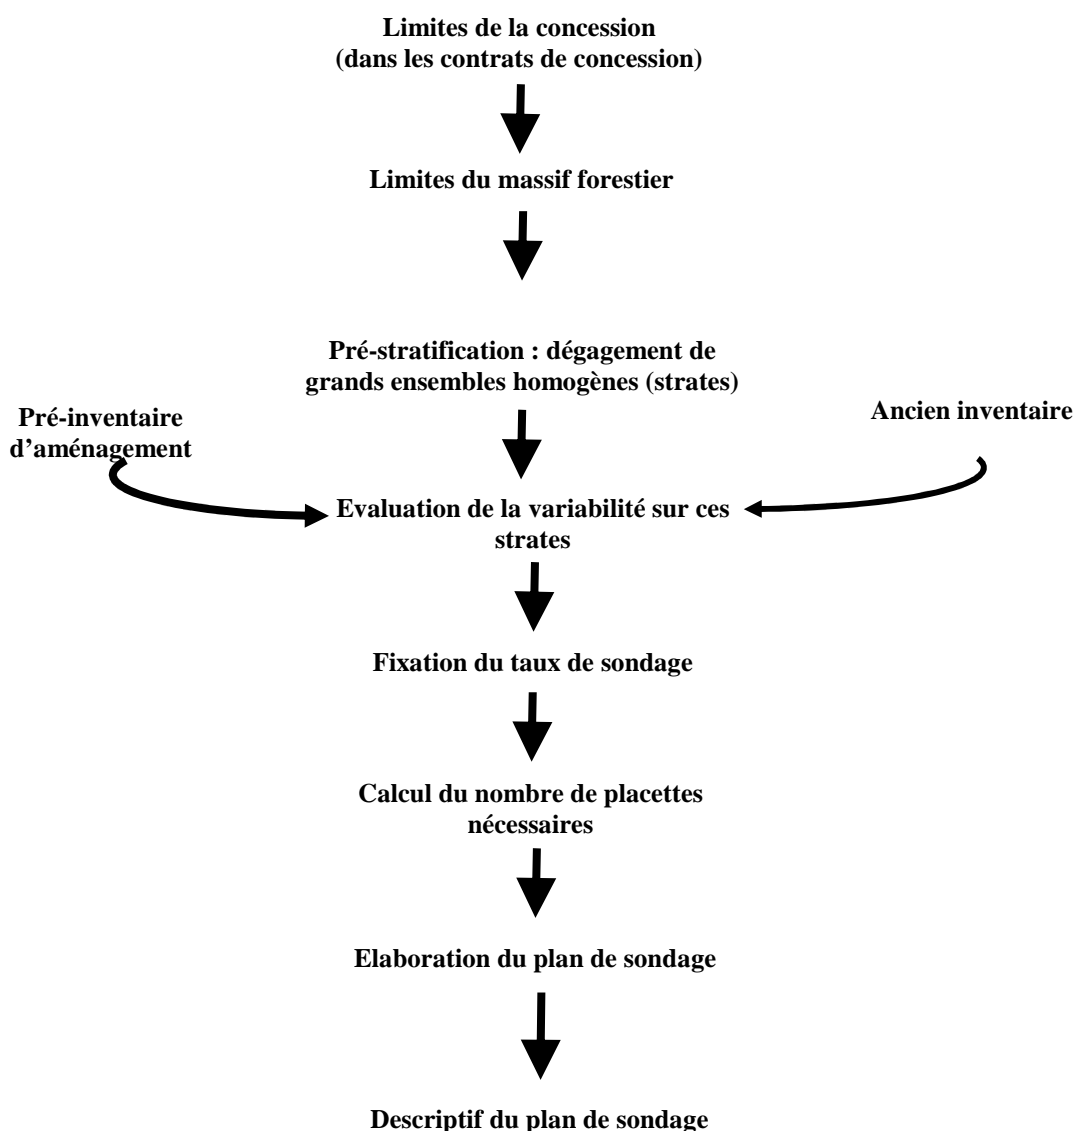 Limites de la concession
(dans les contrats de concession)
Limites du massif forestier
Pré-stratification : dégagement de
grands ensembles homogènes (strates)
Pré-inventaire
d’aménagement
Ancien inventaire
Evaluation de la variabilité sur ces
strates
Fixation du taux de sondage
Calcul du nombre de placettes
nécessaires
Elaboration du plan de sondage
Descriptif du plan de sondage